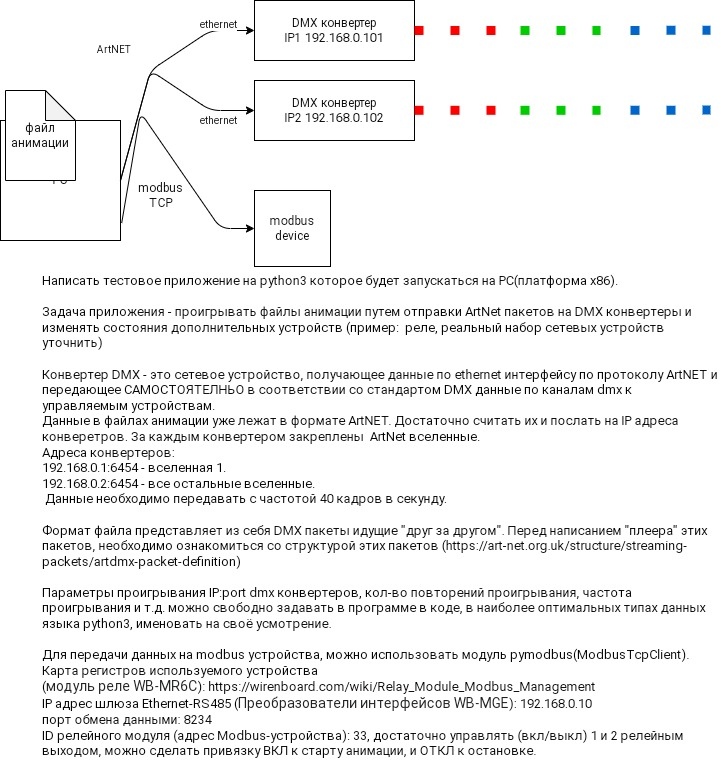 ethernet
DMX конвертер
IP1 192.168.0.101
ArtNET
DMX конвертер
IP2 192.168.0.102
ethernet
файл
анимации
modbus
TCP
modbus
device
Написать тестовое приложение на python3 которое будет запускаться на PC(платформа x86).
Задача приложения - проигрывать файлы анимации путем отправки ArtNet пакетов на DMX конвертеры и
изменять состояния дополнительных устройств (пример:  реле, реальный набор сетевых устройств
уточнить)
Конвертер DMX - это сетевое устройство, получающее данные по ethernet интерфейсу по протоколу ArtNET и
передающее САМОСТОЯТЕЛНЬО в соответствии со стандартом DMX данные по каналам dmx к
управляемым устройствам.
Данные в файлах анимации уже лежат в формате ArtNET. Достаточно считать их и послать на IP адреса
конверетров. За каждым конвертером закреплены  ArtNet вселенные.
Адреса конвертеров:
192.168.0.1:6454 - вселенная 1.
192.168.0.2:6454 - все остальные вселенные.
Данные необходимо передавать с частотой 40 кадров в секунду.
Формат файла представляет из себя DMX пакеты идущие "друг за другом". Перед написанием "плеера" этих
пакетов, необходимо ознакомиться со структурой этих пакетов (https://art-net.org.uk/structure/streaming-
packets/artdmx-packet-definition)
Параметры проигрывания IP:port dmx конвертеров, кол-во повторений проигрывания, частота
проигрывания и т.д. можно свободно задавать в программе в коде, в наиболее оптимальных типах данных
языка python3, именовать на своё усмотрение.
Для передачи данных на modbus устройства, можно использовать модуль pymodbus(ModbusTcpClient).
Карта регистров используемого устройства
(модуль реле WB-MR6C): https://wirenboard.com/wiki/Relay_Module_Modbus_Management
IP адрес шлюза Ethernet-RS485 (Преобразователи интерфейсов WB-MGE): 192.168.0.10
порт обмена данными: 8234
ID релейного модуля (адрес Modbus-устройства): 33, достаточно управлять (вкл/выкл) 1 и 2 релейным
выходом, можно сделать привязку ВКЛ к старту анимации, и ОТКЛ к остановке.